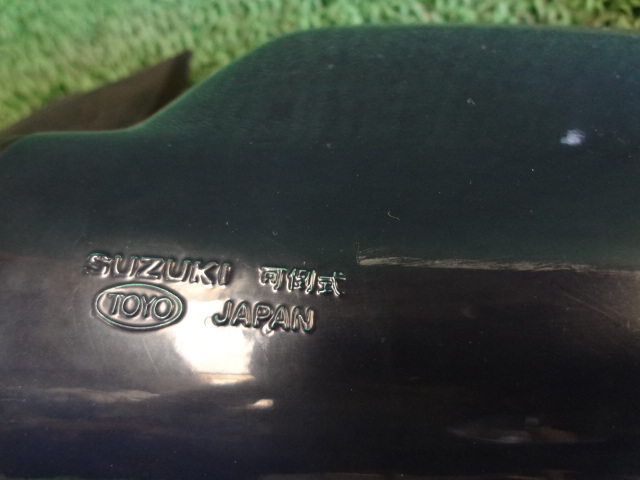 SUZUKI 可倒式
TOYO JAPAN